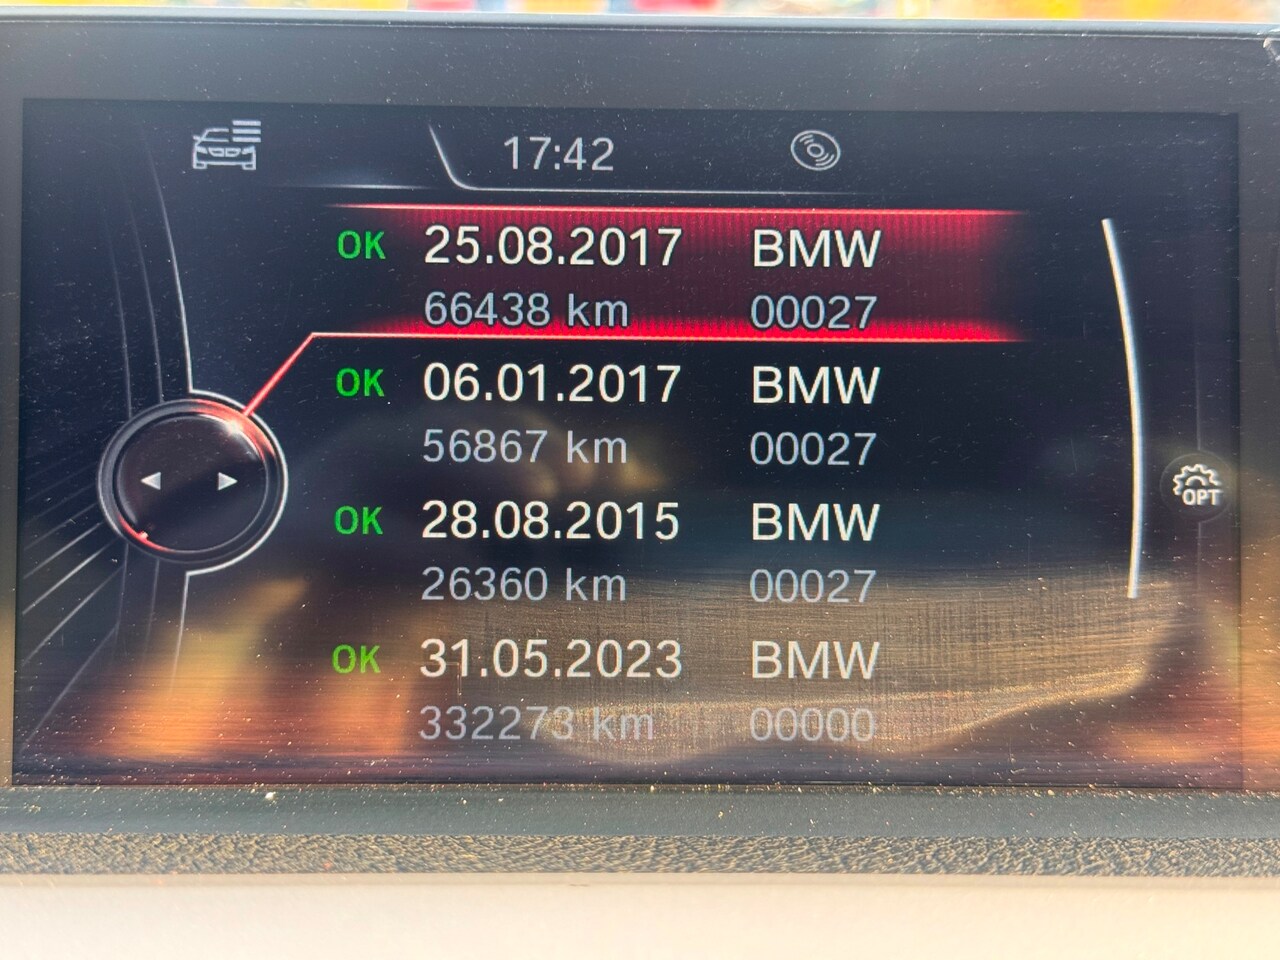 17:42
OK 25.08.2017 BMW
66438 km 00027
OK 06.01.2017 BMW
56867 km 00027
OK 28.08.2015 BMW
26360 km 00027
OPT
OK 31.05.2023 BMW
332273 km 00000